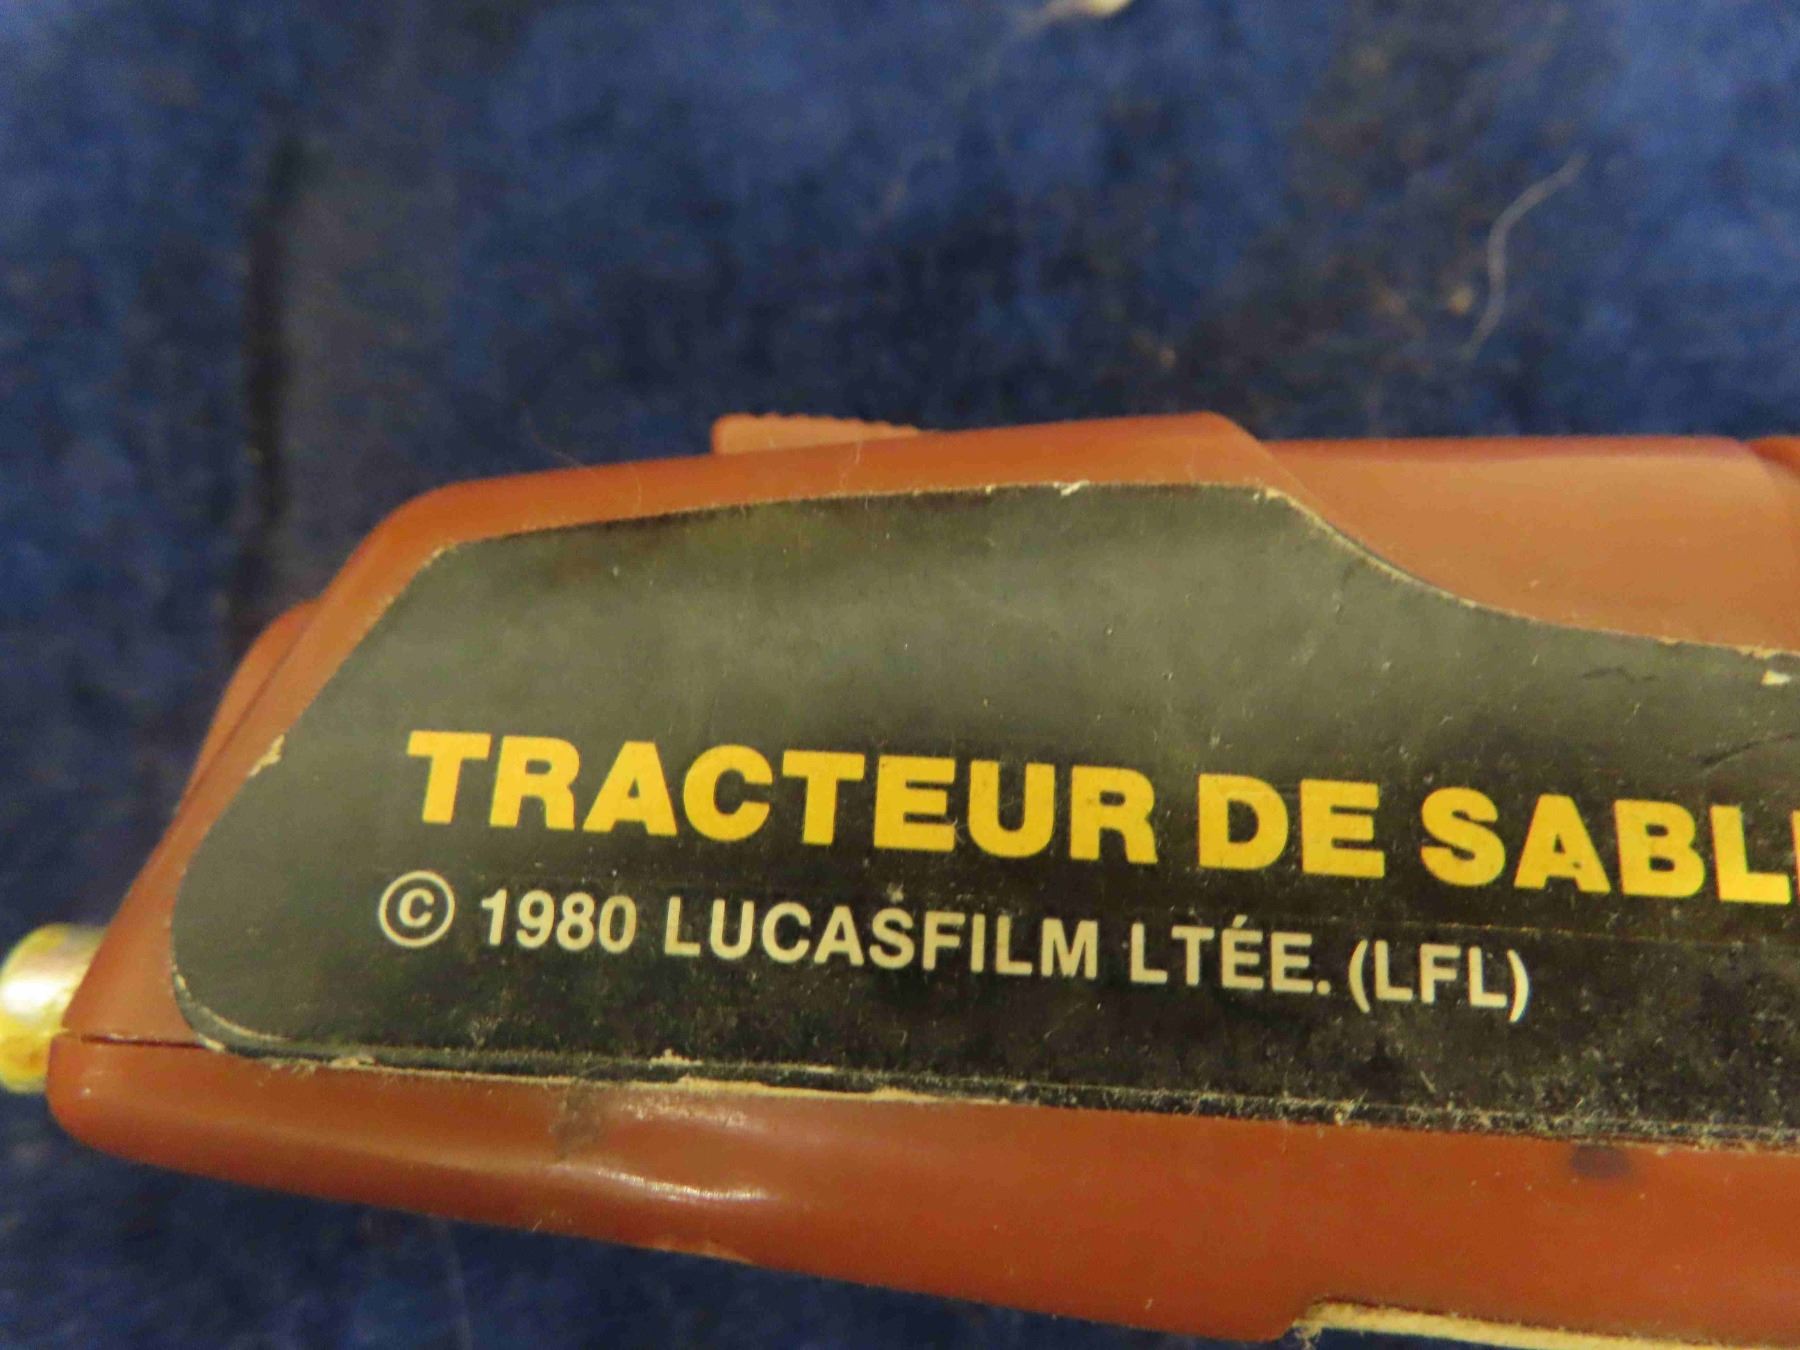 TRACTEUR DE SABL
© 1980 LUCASFILM LTÉE. (LFL)